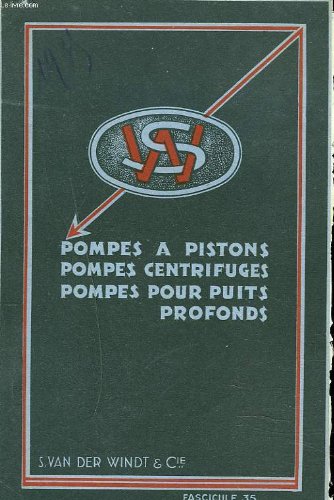 POMPES A PISTONS
POMPES CENTRIFUGES
POMPES POUR PUITS
PROFONDS
S. VAN DER WINDT & CIE
FASCICULE 35